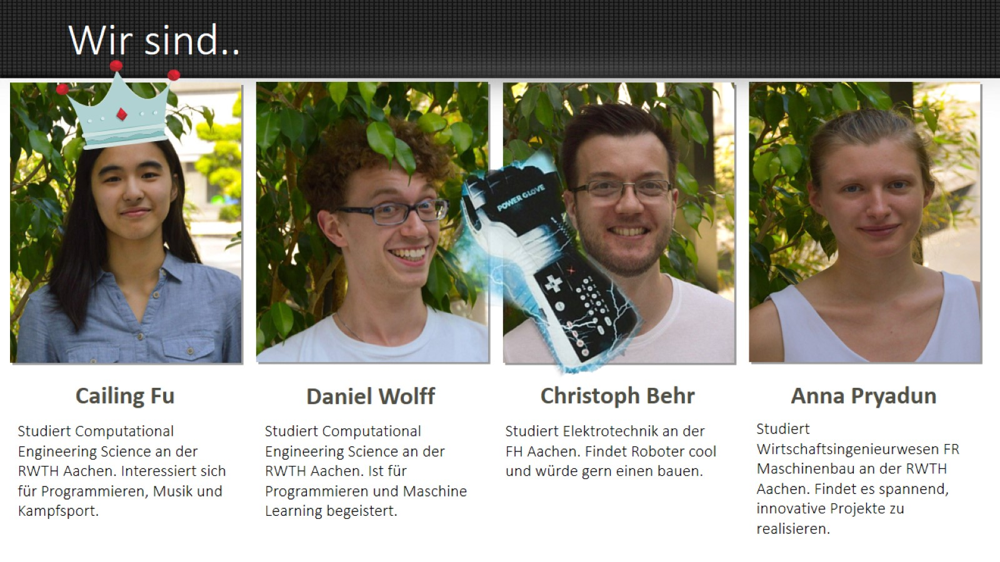 Wir sind..
POWER GLOVE
Cailing Fu
Studiert Computational
Engineering Science an der
RWTH Aachen. Interessiert sich
für Programmieren, Musik und
Kampfsport.
Daniel Wolff
Studiert Computational
Engineering Science an der
RWTH Aachen. Ist für
Programmieren und Maschine
Learning begeistert.
Christoph Behr
Studiert Elektrotechnik an der
FH Aachen. Findet Roboter cool
und würde gern einen bauen.
Anna Pryadun
Studiert
Wirtschaftsingenieurwesen FR
Maschinenbau an der RWTH
Aachen. Findet es spannend,
innovative Projekte zu
realisieren.